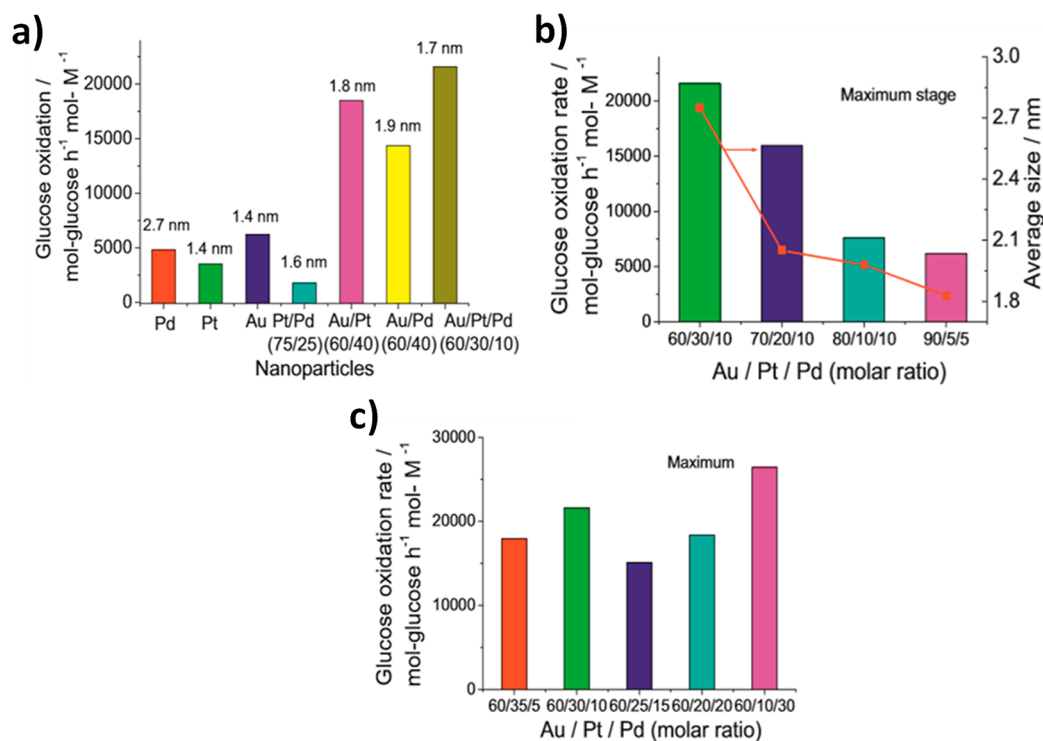 a)
Glucose oxidation /
mol-glucose h⁻¹ mol- M ⁻¹
20000
15000
10000
5000
0
2.7 nm
1.4 nm
1.4 nm
1.6 nm
1.8 nm
1.9 nm
1.7 nm
Pd Pt Au Pt/Pd Au/Pt Au/Pd Au/Pt/Pd
(75/25) (60/40) (60/40) (60/30/10)
Nanoparticles
b)
Glucose oxidation rate /
mol-glucose h⁻¹ mol- M ⁻¹
20000
15000
10000
5000
0
Maximum stage
3.0
2.7
2.4
2.1
1.8
Average size / nm
60/30/10 70/20/10 80/10/10 90/5/5
Au / Pt / Pd (molar ratio)
c)
Glucose oxidation rate /
mol-glucose h⁻¹ mol- M ⁻¹
30000
20000
10000
0
Maximum
60/35/5 60/30/10 60/25/15 60/20/20 60/10/30
Au / Pt / Pd (molar ratio)